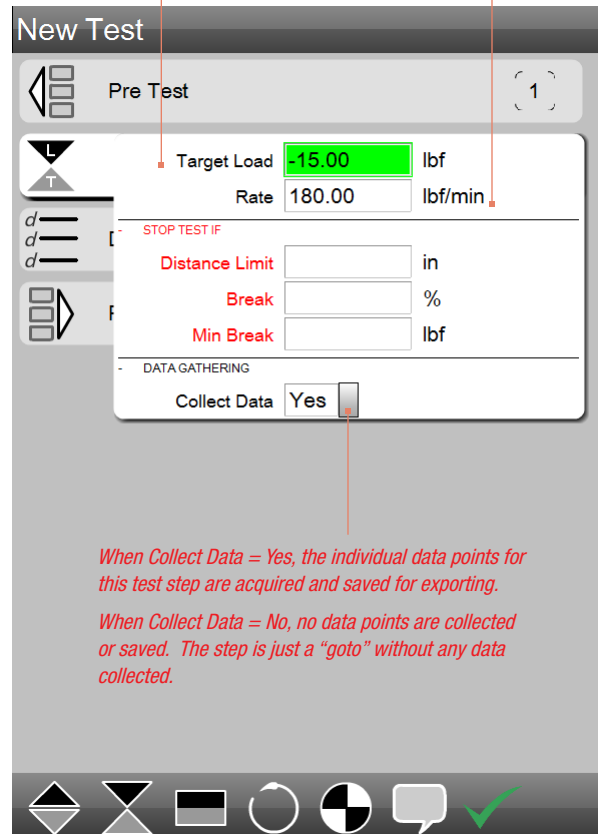 New Test
Pre Test 1
L
T
Target Load -15.00 lbf
Rate 180.00 lbf/min
d
d
d
- STOP TEST IF
Distance Limit in
Break %
Min Break lbf
- DATA GATHERING
Collect Data Yes
When Collect Data = Yes, the individual data points for
this test step are acquired and saved for exporting.
When Collect Data = No, no data points are collected
or saved. The step is just a “goto” without any data
collected.